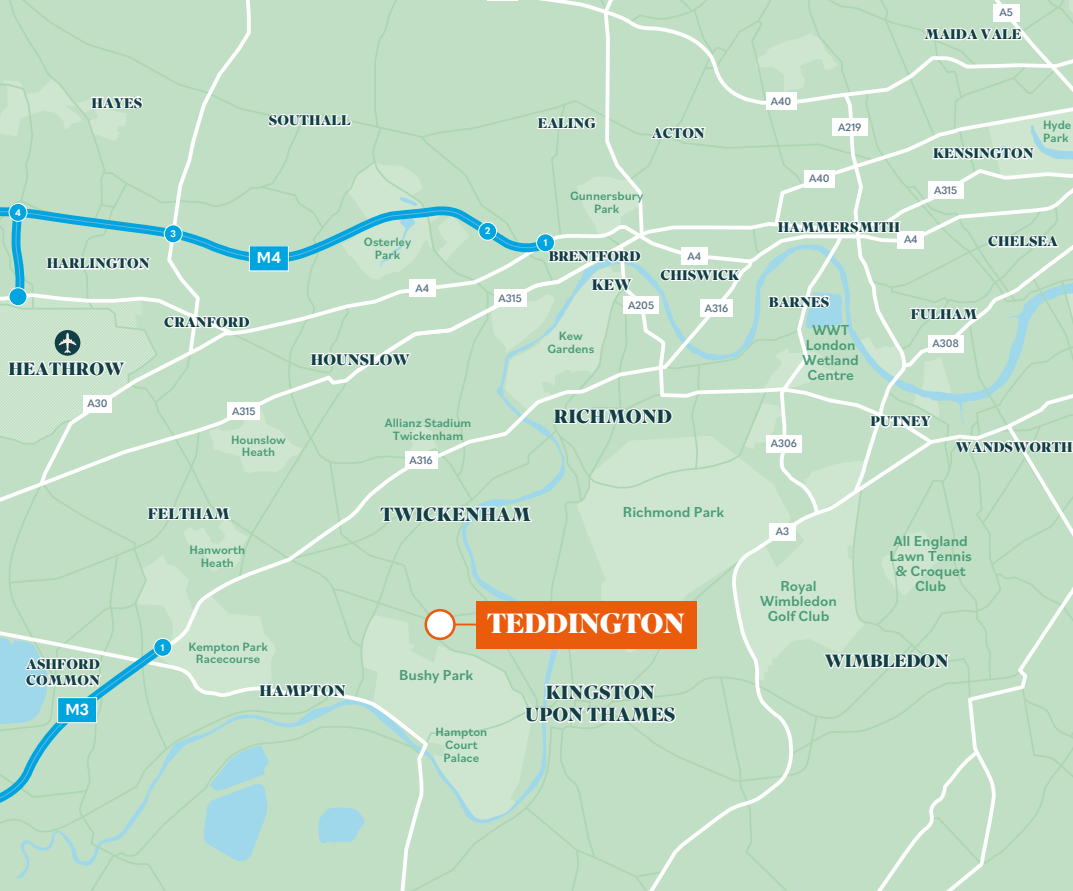 A5
MAIDA VALE
HAYES
A40
SOUTHALL
EALING
ACTON
A219
Hyde
Park
KENSINGTON
A40
A315
Gunnersbury
Park
4
3
2
1
HAMMERSMITH
A4
CHELSEA
Osterley
Park
M4
BRENTFORD
A4
HARLINGTON
CHISWICK
KEW
A4
A315
A205
A316
BARNES
FULHAM
CRANFORD
WWT
London
Wetland
Centre
A308
Kew
Gardens
HOUNSLOW
HEATHROW
A30
A315
RICHMOND
PUTNEY
Allianz Stadium
Twickenham
Hounslow
Heath
A306
WANDSWORTH
A316
FELTHAM
TWICKENHAM
Richmond Park
A3
Hanworth
Heath
All England
Lawn Tennis
& Croquet
Club
Royal
Wimbledon
Golf Club
TEDDINGTON
1
Kempton Park
Racecourse
ASHFORD
COMMON
WIMBLEDON
Bushy Park
HAMPTON
KINGSTON
UPON THAMES
M3
Hampton
Court
Palace